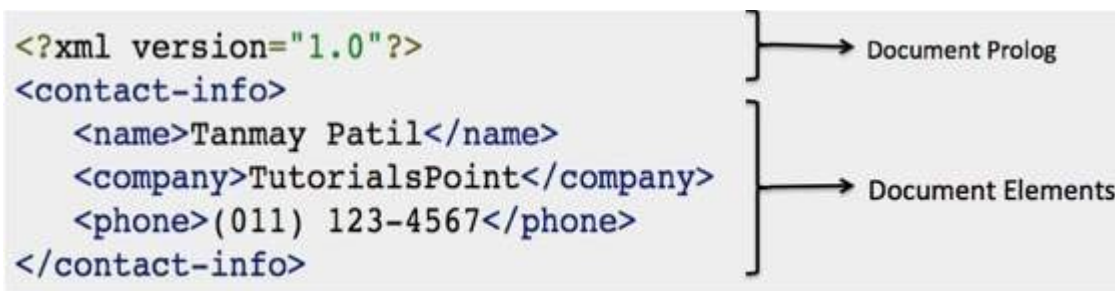 <?xml version="1.0"?>
Document Prolog
<contact-info>
<name>Tanmay Patil</name>
<company>TutorialsPoint</company>
Document Elements
<phone>(011) 123-4567</phone>
</contact-info>